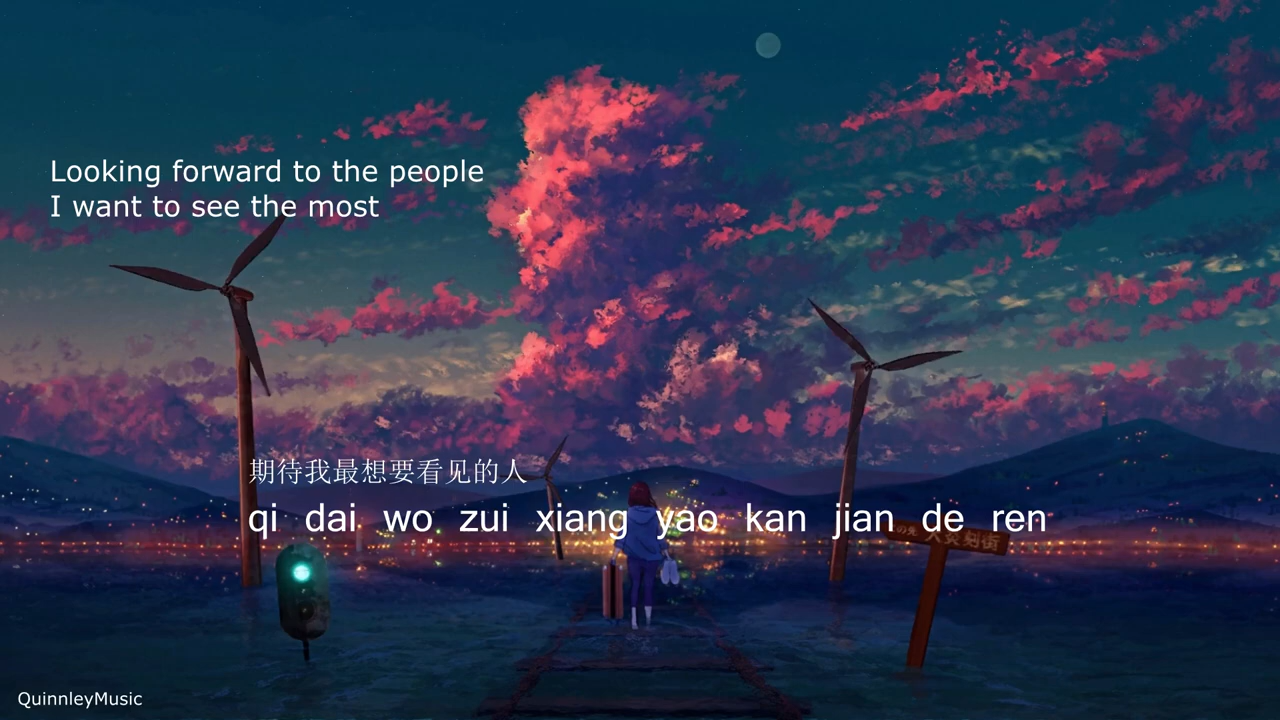 Looking forward to the people
I want to see the most
期待我最想要看见的人
qi dai wo zui xiang yao kan jian de ren
QuinnleyMusic